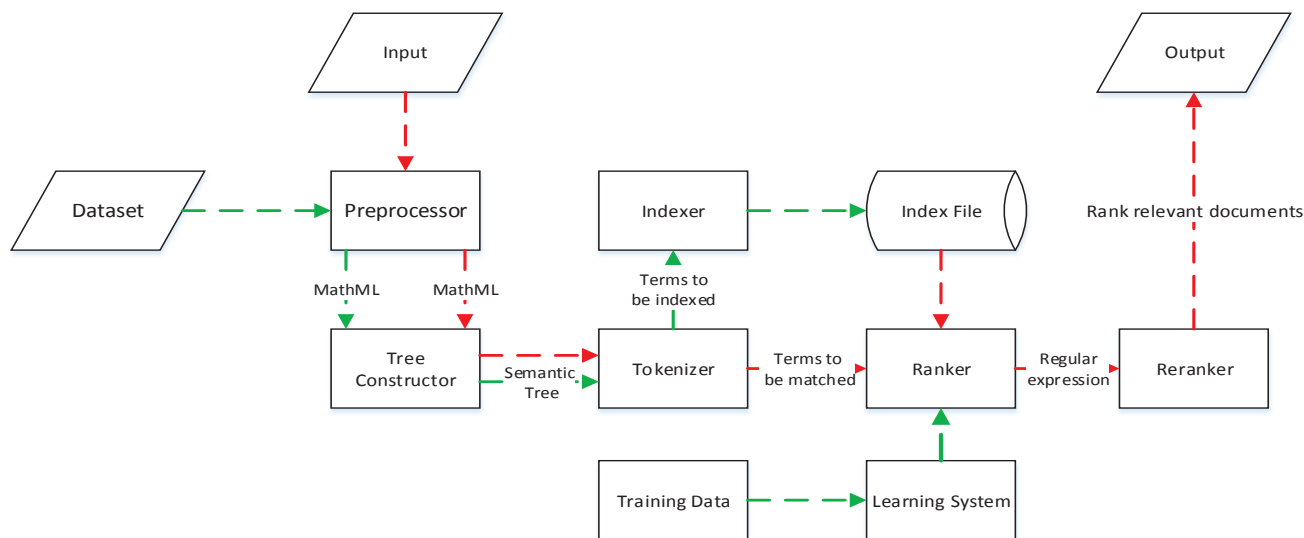 Input
Output
Dataset
Preprocessor
Indexer
Index File
Rank relevant documents
MathML
MathML
Terms to
be indexed
Tree
Constructor
Semantic
Tree
Tokenizer
Terms to
be matched
Ranker
Regular
expression
Reranker
Training Data
Learning System